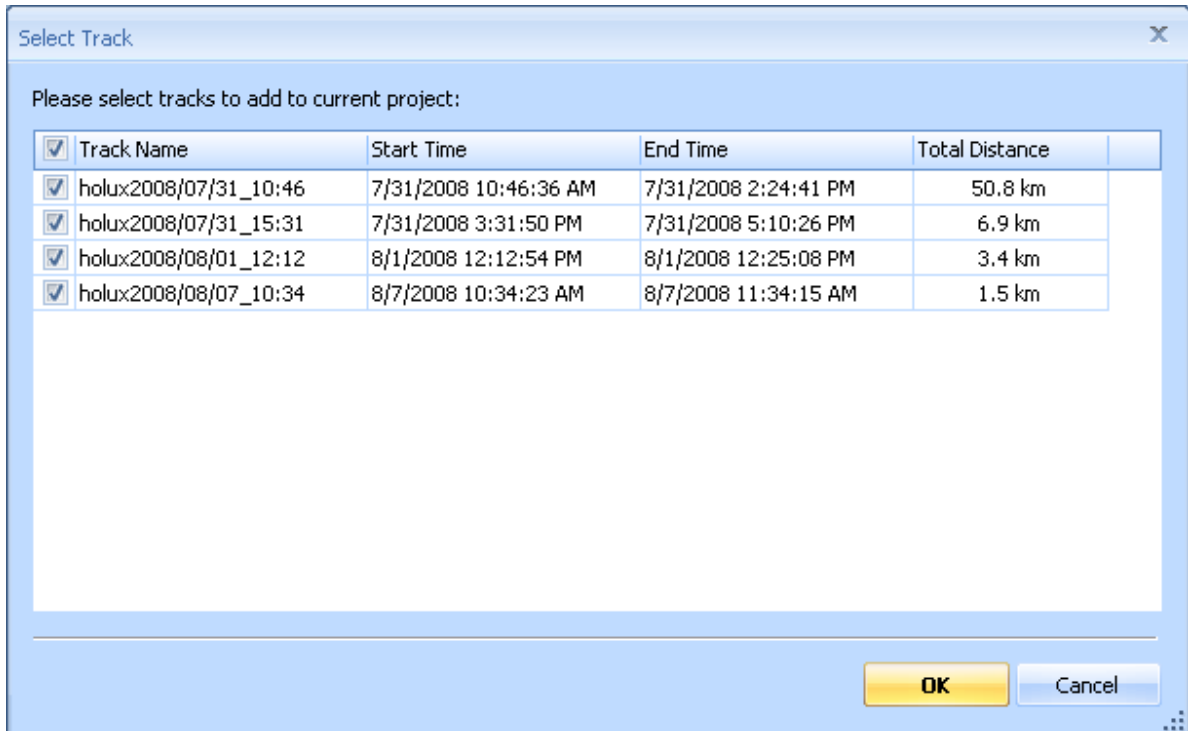 Select Track
Please select tracks to add to current project:
Track Name Start Time End Time Total Distance
holux2008/07/31_10:46 7/31/2008 10:46:36 AM 7/31/2008 2:24:41 PM 50.8 km
holux2008/07/31_15:31 7/31/2008 3:31:50 PM 7/31/2008 5:10:26 PM 6.9 km
holux2008/08/01_12:12 8/1/2008 12:12:54 PM 8/1/2008 12:25:08 PM 3.4 km
holux2008/08/07_10:34 8/7/2008 10:34:23 AM 8/7/2008 11:34:15 AM 1.5 km
OK Cancel